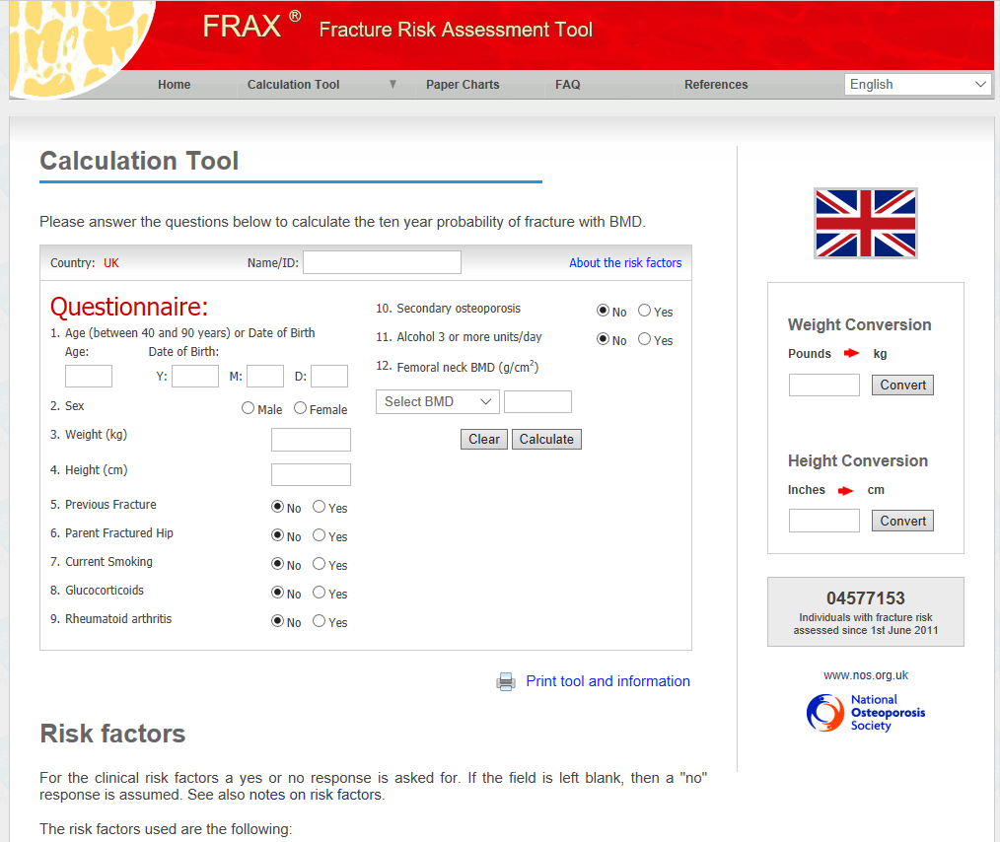 FRAX ® Fracture Risk Assessment Tool
Home Calculation Tool ▼ Paper Charts FAQ References English
Calculation Tool
Please answer the questions below to calculate the ten year probability of fracture with BMD.
Country: UK Name/ID: About the risk factors
Questionnaire:
1. Age (between 40 and 90 years) or Date of Birth
Age: Date of Birth:
Y: M: D:
2. Sex Male Female
3. Weight (kg)
4. Height (cm)
5. Previous Fracture No Yes
6. Parent Fractured Hip No Yes
7. Current Smoking No Yes
8. Glucocorticoids No Yes
9. Rheumatoid arthritis No Yes
10. Secondary osteoporosis No Yes
11. Alcohol 3 or more units/day No Yes
12. Femoral neck BMD (g/cm²)
Select BMD
Clear Calculate
Print tool and information
Risk factors
For the clinical risk factors a yes or no response is asked for. If the field is left blank, then a "no"
response is assumed. See also notes on risk factors.
The risk factors used are the following:
Weight Conversion
Pounds kg
Convert
Height Conversion
Inches cm
Convert
04577153
Individuals with fracture risk
assessed since 1st June 2011
www.nos.org.uk
National
Osteoporosis
Society